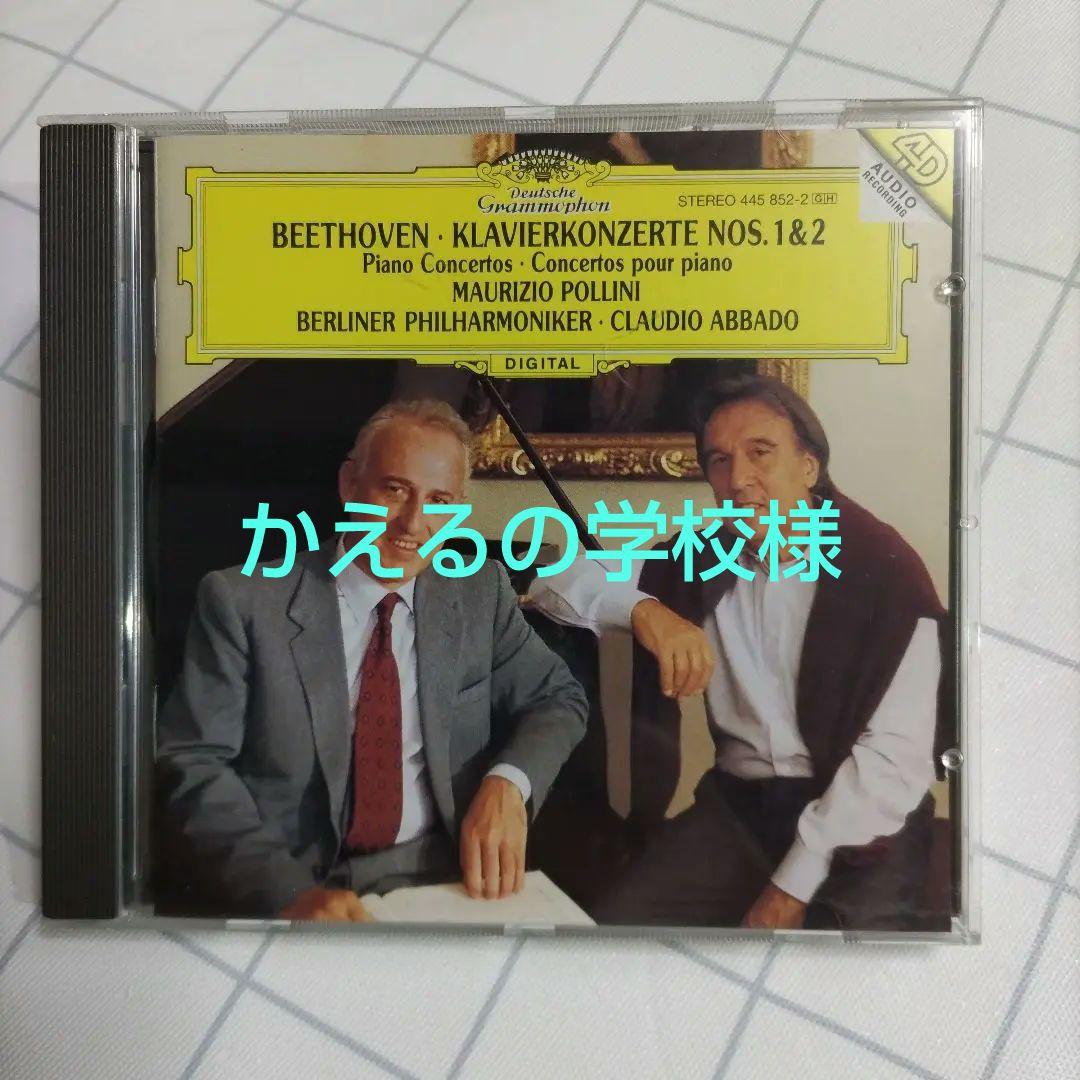 Deutsche
Grammophon
STEREO 445 852-2 GH
4D
AUDIO
RECORDING
BEETHOVEN · KLAVIERKONZERTE NOS. 1 & 2
Piano Concertos · Concertos pour piano
MAURIZIO POLLINI
BERLINER PHILHARMONIKER · CLAUDIO ABBADO
DIGITAL
かえるの学校様